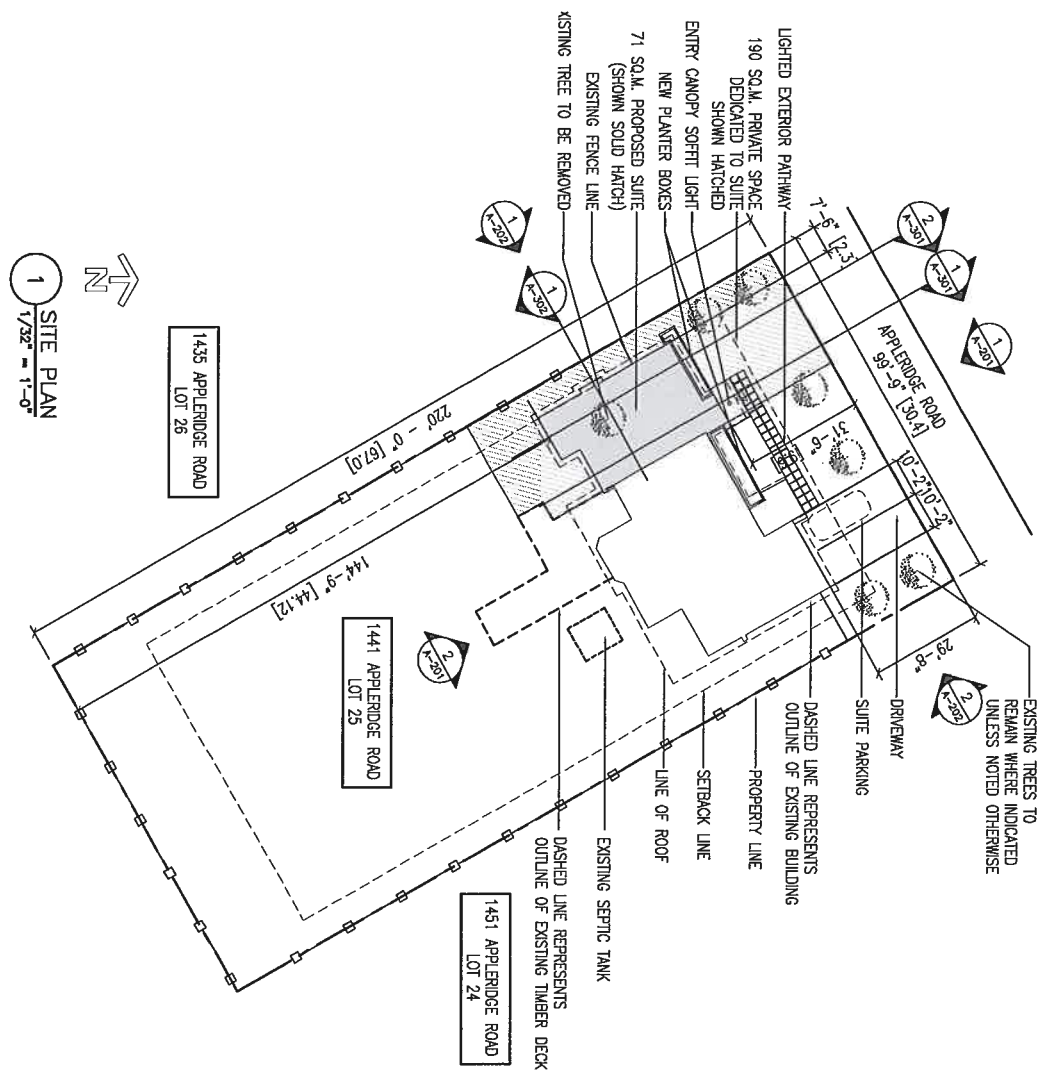 LIGHTED EXTERIOR PATHWAY
190 SQ.M. PRIVATE SPACE
DEDICATED TO SUITE
SHOWN HATCHED
ENTRY CANOPY SOFFIT LIGHT
NEW PLANTER BOXES
71 SQ.M. PROPOSED SUITE
(SHOWN SOLID HATCH)
EXISTING FENCE LINE
XISTING TREE TO BE REMOVED
1
A-202
1
A-302
2
A-301
1
A-301
1
A-201
7'-6"
[2.3'
APPLERIDGE ROAD
99'-9" [30.4]
31'-6"
10'-2"
10'-2"
29'-8"
2
A-202
EXISTING TREES TO
REMAIN WHERE INDICATED
UNLESS NOTED OTHERWISE
DRIVEWAY
SUITE PARKING
DASHED LINE REPRESENTS
OUTLINE OF EXISTING BUILDING
PROPERTY LINE
SETBACK LINE
LINE OF ROOF
EXISTING SEPTIC TANK
DASHED LINE REPRESENTS
OUTLINE OF EXISTING TIMBER DECK
220' - 0" [67.0]
144'-9" [44.12]
2
A-201
1435 APPLERIDGE ROAD
LOT 26
1441 APPLERIDGE ROAD
LOT 25
1451 APPLERIDGE ROAD
LOT 24
N
1
SITE PLAN
1/32" = 1'-0"